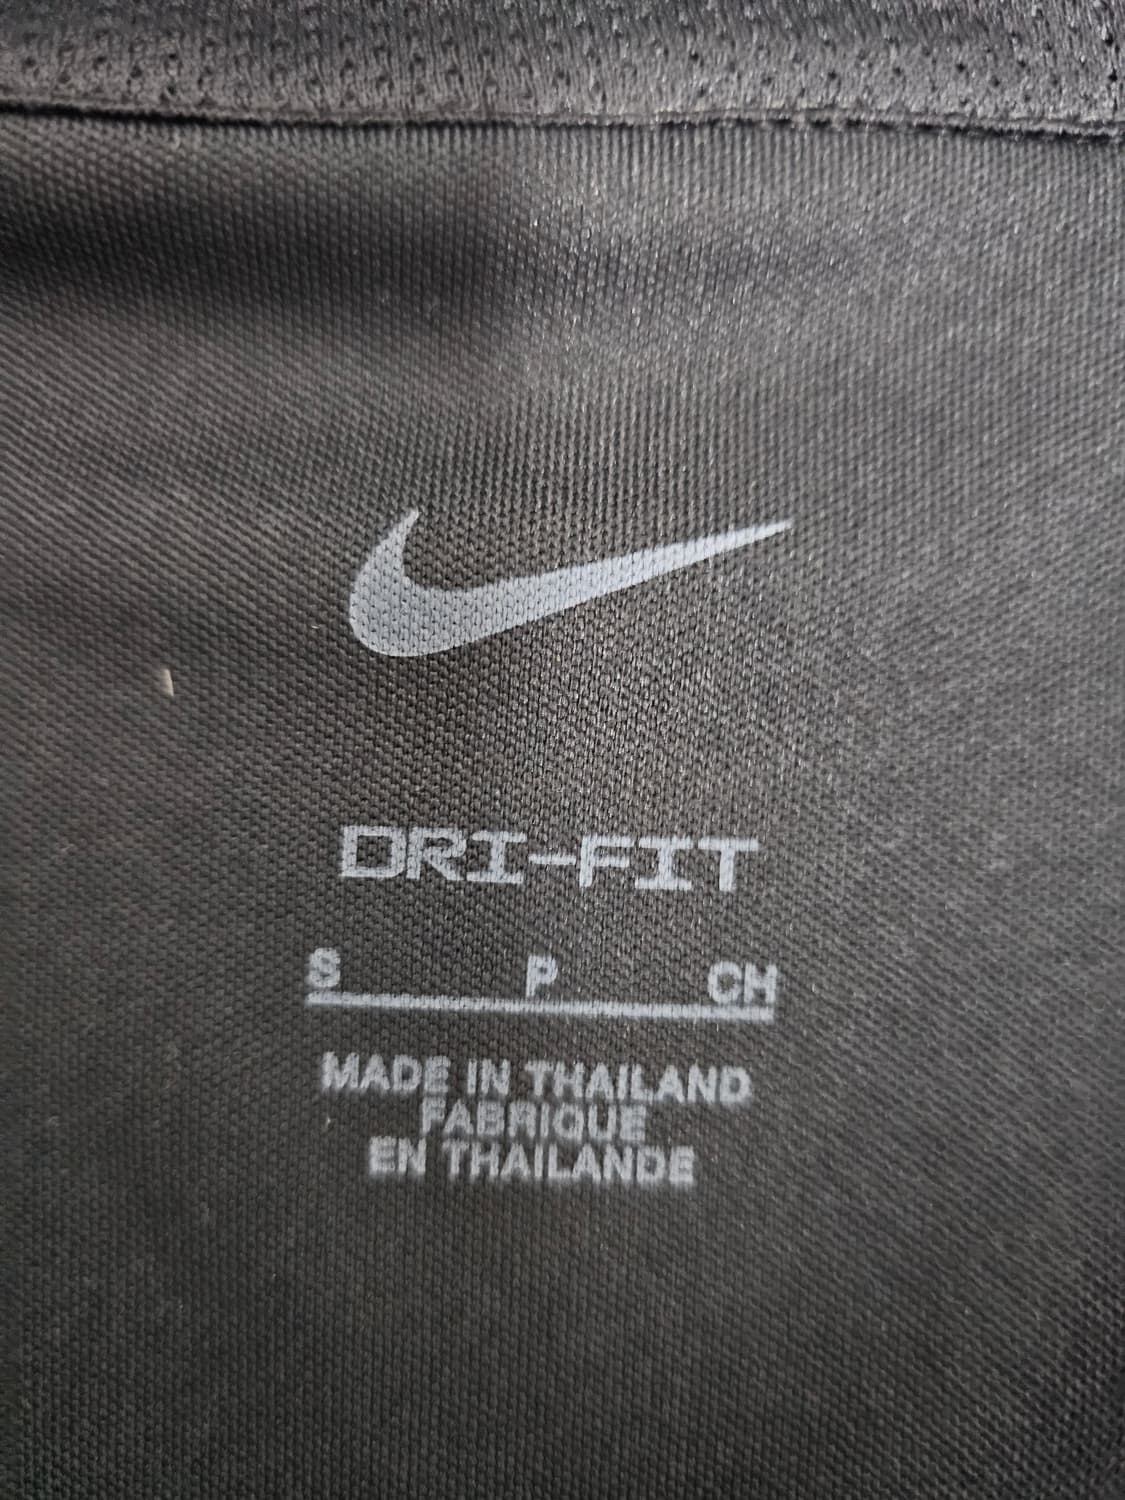 DRI-FIT
S P CH
MADE IN THAILAND
FABRIQUE
EN THAILANDE